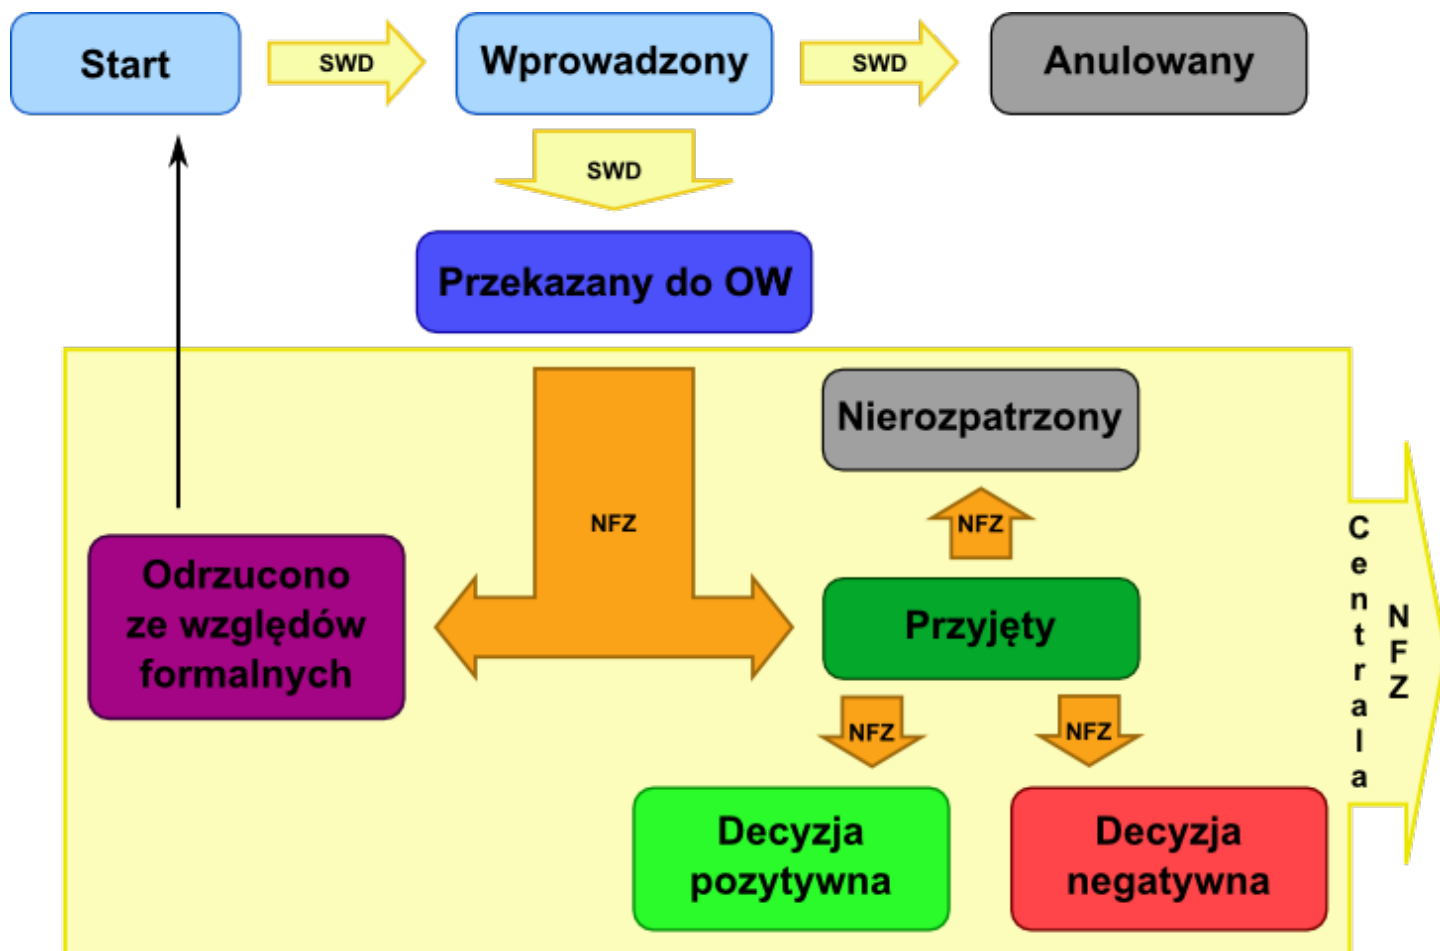 Start
SWD
Wprowadzony
SWD
Anulowany
SWD
Przekazany do OW
Nierozpatrzony
NFZ
NFZ
Odrzucono
ze względów
formalnych
Przyjęty
NFZ
NFZ
Decyzja
pozytywna
Decyzja
negatywna
Centrala
NFZ